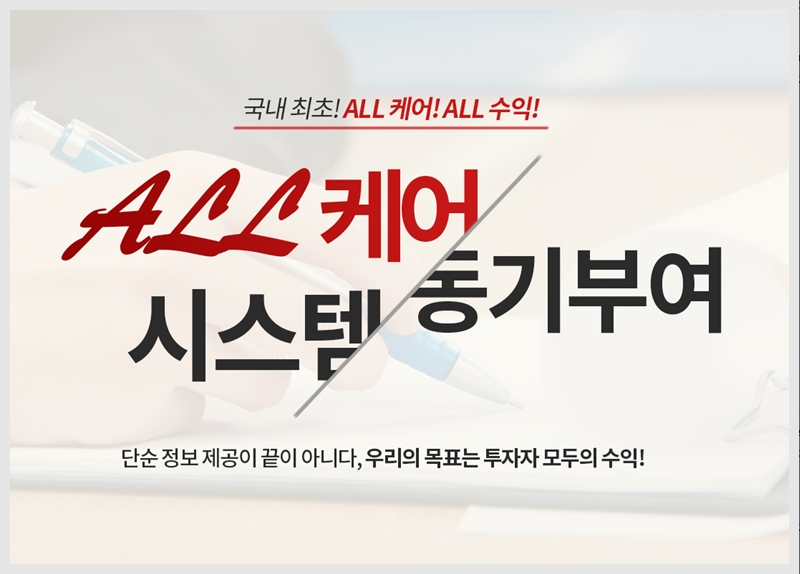 국내 최초! ALL 케어! ALL 수익!
ALL 케어
시스템
동기부여
단순 정보 제공이 끝이 아니다, 우리의 목표는 투자자 모두의 수익!